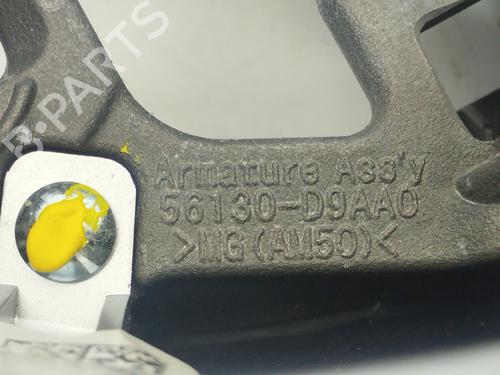 B-PARTS
Armature Ass'y
56130-D9AA0
>MG(AM50)<